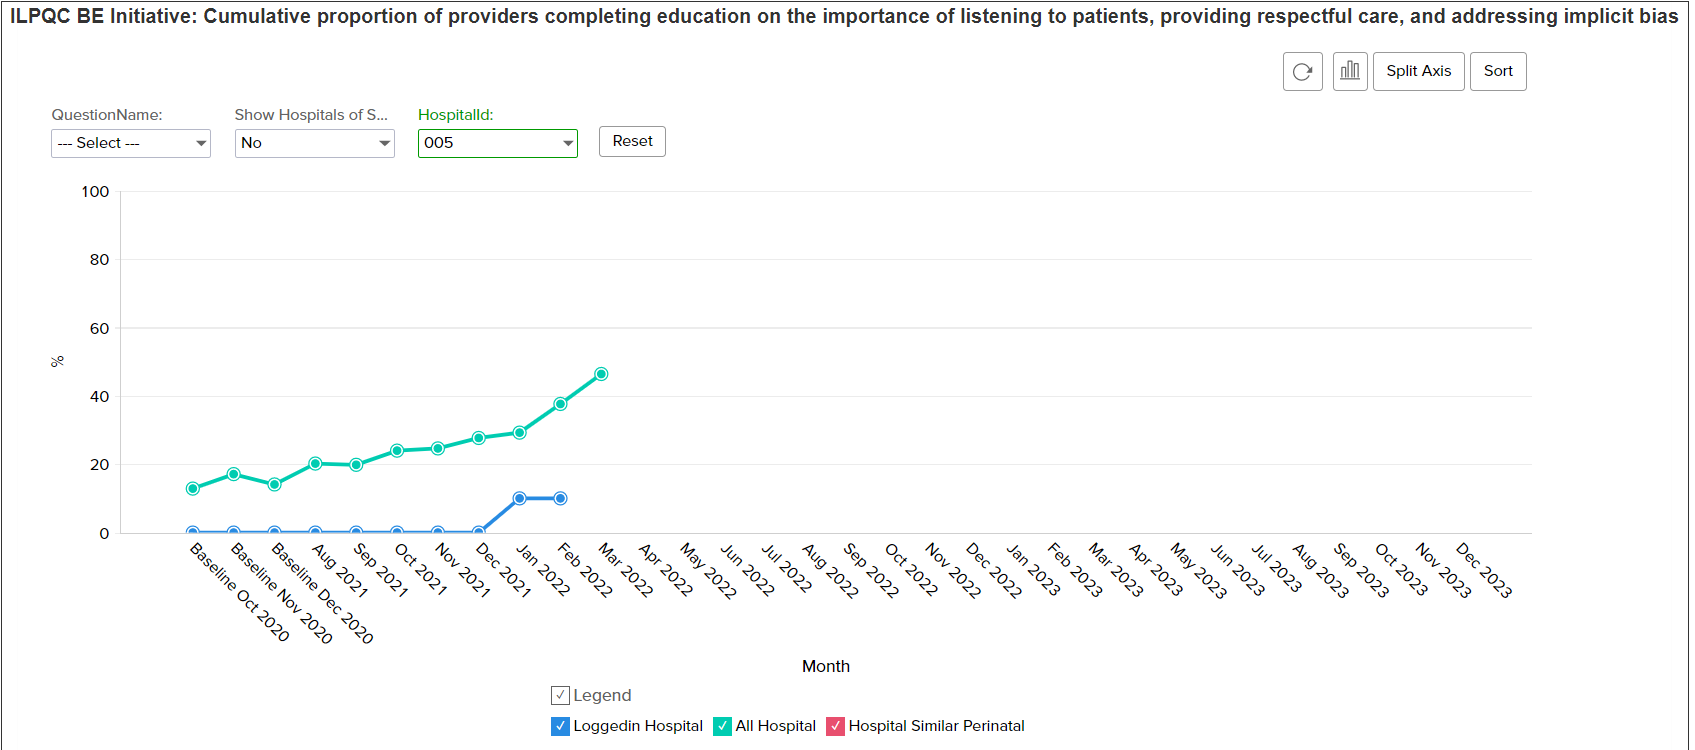 ILPQC BE Initiative: Cumulative proportion of providers completing education on the importance of listening to patients, providing respectful care, and addressing implicit bias
Split Axis
Sort
QuestionName:
Show Hospitals of S...
HospitalId:
--- Select ---
No
005
Reset
100
80
60
40
20
0
%
Baseline Oct 2020
Baseline Nov 2020
Baseline Dec 2020
Aug 2021
Sep 2021
Oct 2021
Nov 2021
Dec 2021
Jan 2022
Feb 2022
Mar 2022
Apr 2022
May 2022
Jun 2022
Jul 2022
Aug 2022
Sep 2022
Oct 2022
Nov 2022
Dec 2022
Jan 2023
Feb 2023
Mar 2023
Apr 2023
May 2023
Jun 2023
Jul 2023
Aug 2023
Sep 2023
Oct 2023
Nov 2023
Dec 2023
Month
Legend
Loggedin Hospital
All Hospital
Hospital Similar Perinatal